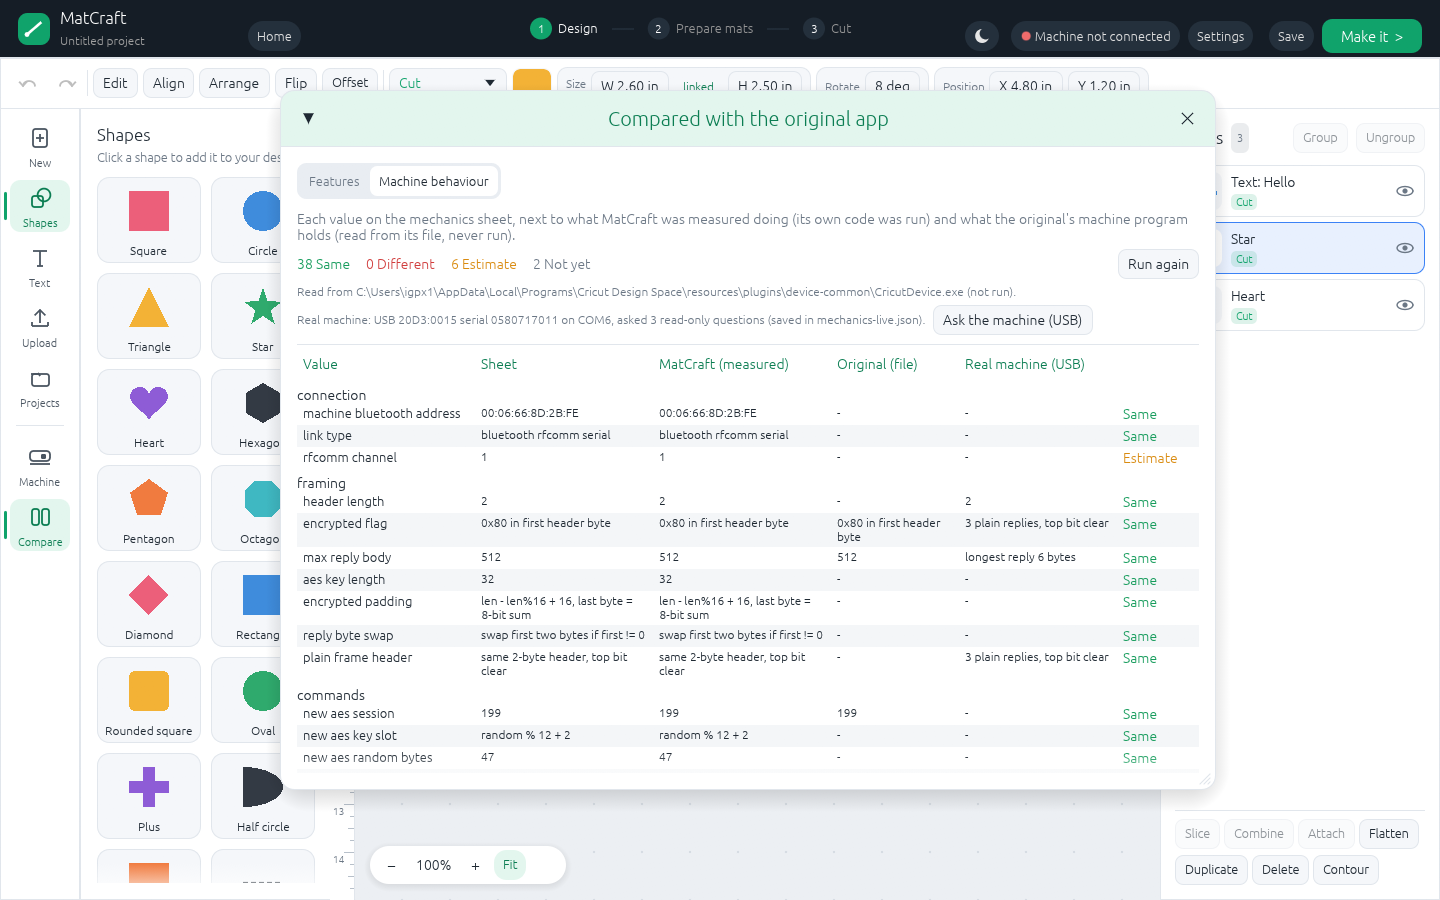 MatCraft
Untitled project
Home
1 Design
2 Prepare mats
3 Cut
Machine not connected
Settings
Save
Make it >
Edit
Align
Arrange
Flip
Offset
Cut
Size
W 2.60 in
linked
H 2.50 in
Rotate
8 deg
Position
X 4.80 in
Y 1.20 in
New
Shapes
Text
Upload
Projects
Machine
Compare
Shapes
Click a shape to add it to your des
Square
Circle
Triangle
Star
Heart
Hexago
Pentagon
Octago
Diamond
Rectang
Rounded square
Oval
Plus
Half circle
Compared with the original app
Features
Machine behaviour
Each value on the mechanics sheet, next to what MatCraft was measured doing (its own code was run) and what the original's machine program
holds (read from its file, never run).
38 Same
0 Different
6 Estimate
2 Not yet
Run again
Read from C:\Users\igpx1\AppData\Local\Programs\Cricut Design Space\resources\plugins\device-common\CricutDevice.exe (not run).
Real machine: USB 20D3:0015 serial 0580717011 on COM6, asked 3 read-only questions (saved in mechanics-live.json).
Ask the machine (USB)
Value Sheet MatCraft (measured) Original (file) Real machine (USB)
connection
machine bluetooth address 00:06:66:8D:2B:FE 00:06:66:8D:2B:FE - - Same
link type bluetooth rfcomm serial bluetooth rfcomm serial - - Same
rfcomm channel 1 1 - - Estimate
framing
header length 2 2 - 2 Same
encrypted flag 0x80 in first header byte 0x80 in first header byte 0x80 in first header 3 plain replies, top bit clear Same
byte
max reply body 512 512 512 longest reply 6 bytes Same
aes key length 32 32 - - Same
encrypted padding len - len%16 + 16, last byte = len - len%16 + 16, last byte = - - Same
8-bit sum 8-bit sum
reply byte swap swap first two bytes if first != 0 swap first two bytes if first != 0 - - Same
plain frame header same 2-byte header, top bit same 2-byte header, top bit - 3 plain replies, top bit clear Same
clear clear
commands
new aes session 199 199 199 - Same
new aes key slot random % 12 + 2 random % 12 + 2 - - Same
new aes random bytes 47 47 - - Same
s 3
Group
Ungroup
Text: Hello
Cut
Star
Cut
Heart
Cut
13
14
− 100% +
Fit
Slice
Combine
Attach
Flatten
Duplicate
Delete
Contour